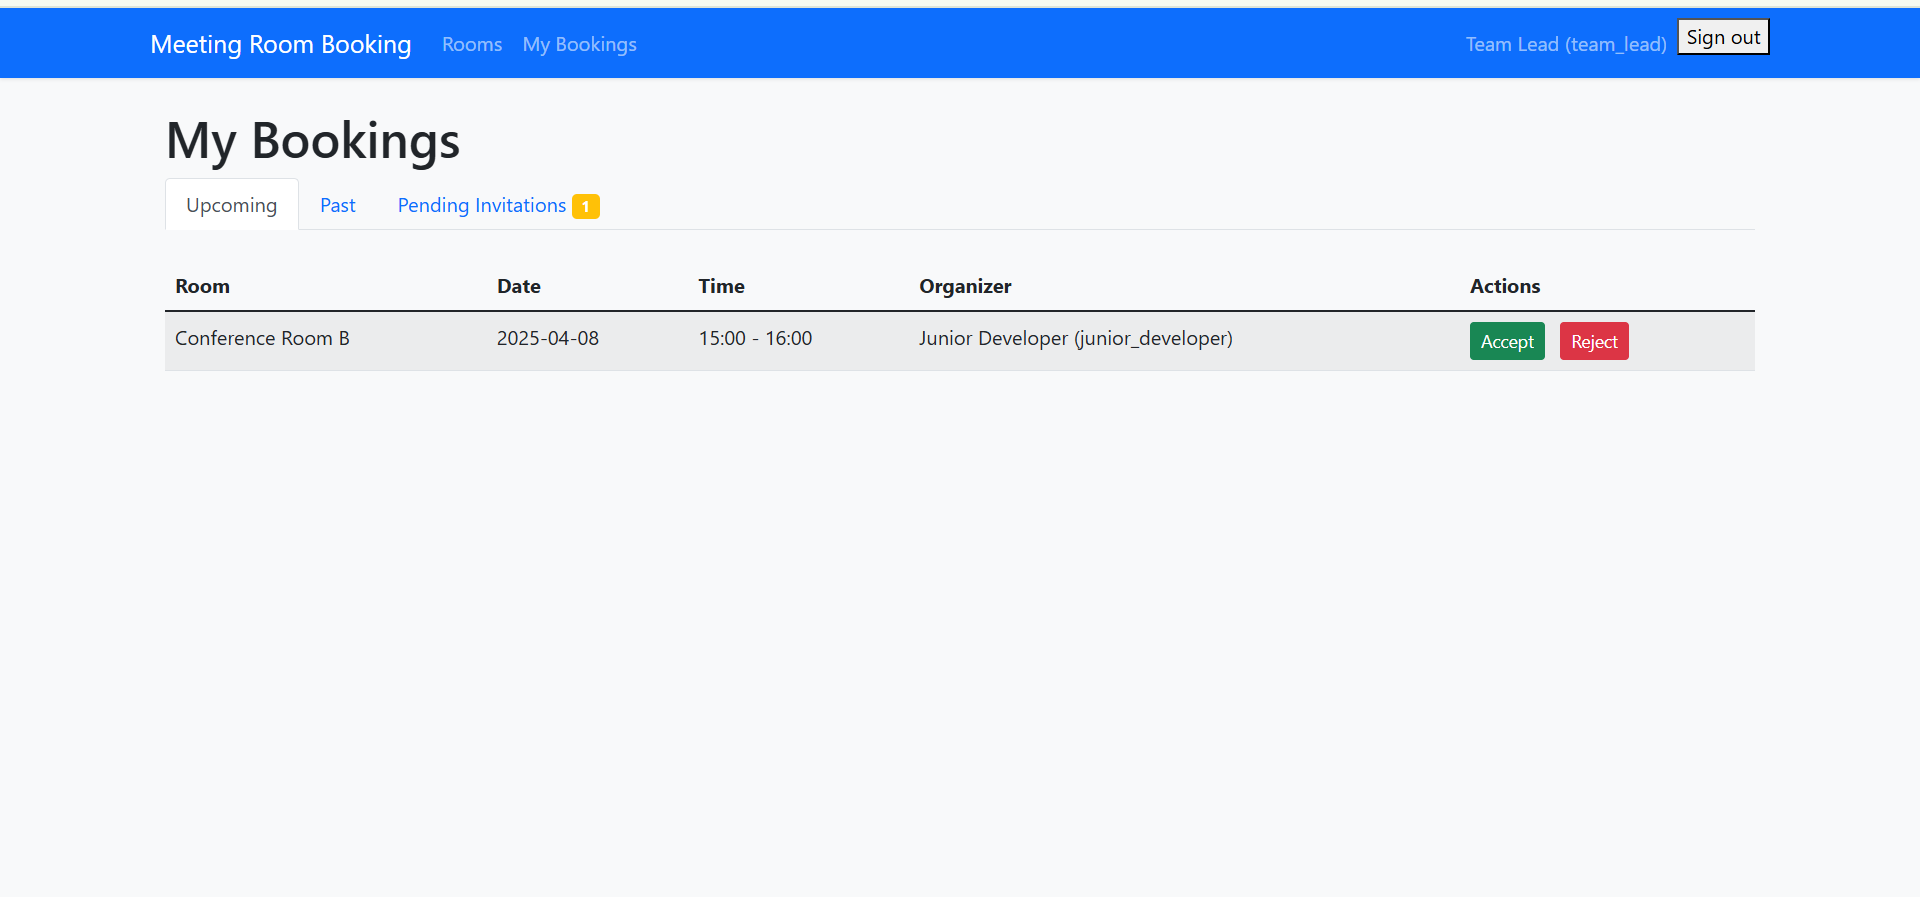 Meeting Room Booking Rooms My Bookings Team Lead (team_lead) Sign out
My Bookings
Upcoming Past Pending Invitations 1
Room Date Time Organizer Actions
Conference Room B 2025-04-08 15:00 - 16:00 Junior Developer (junior_developer) Accept Reject